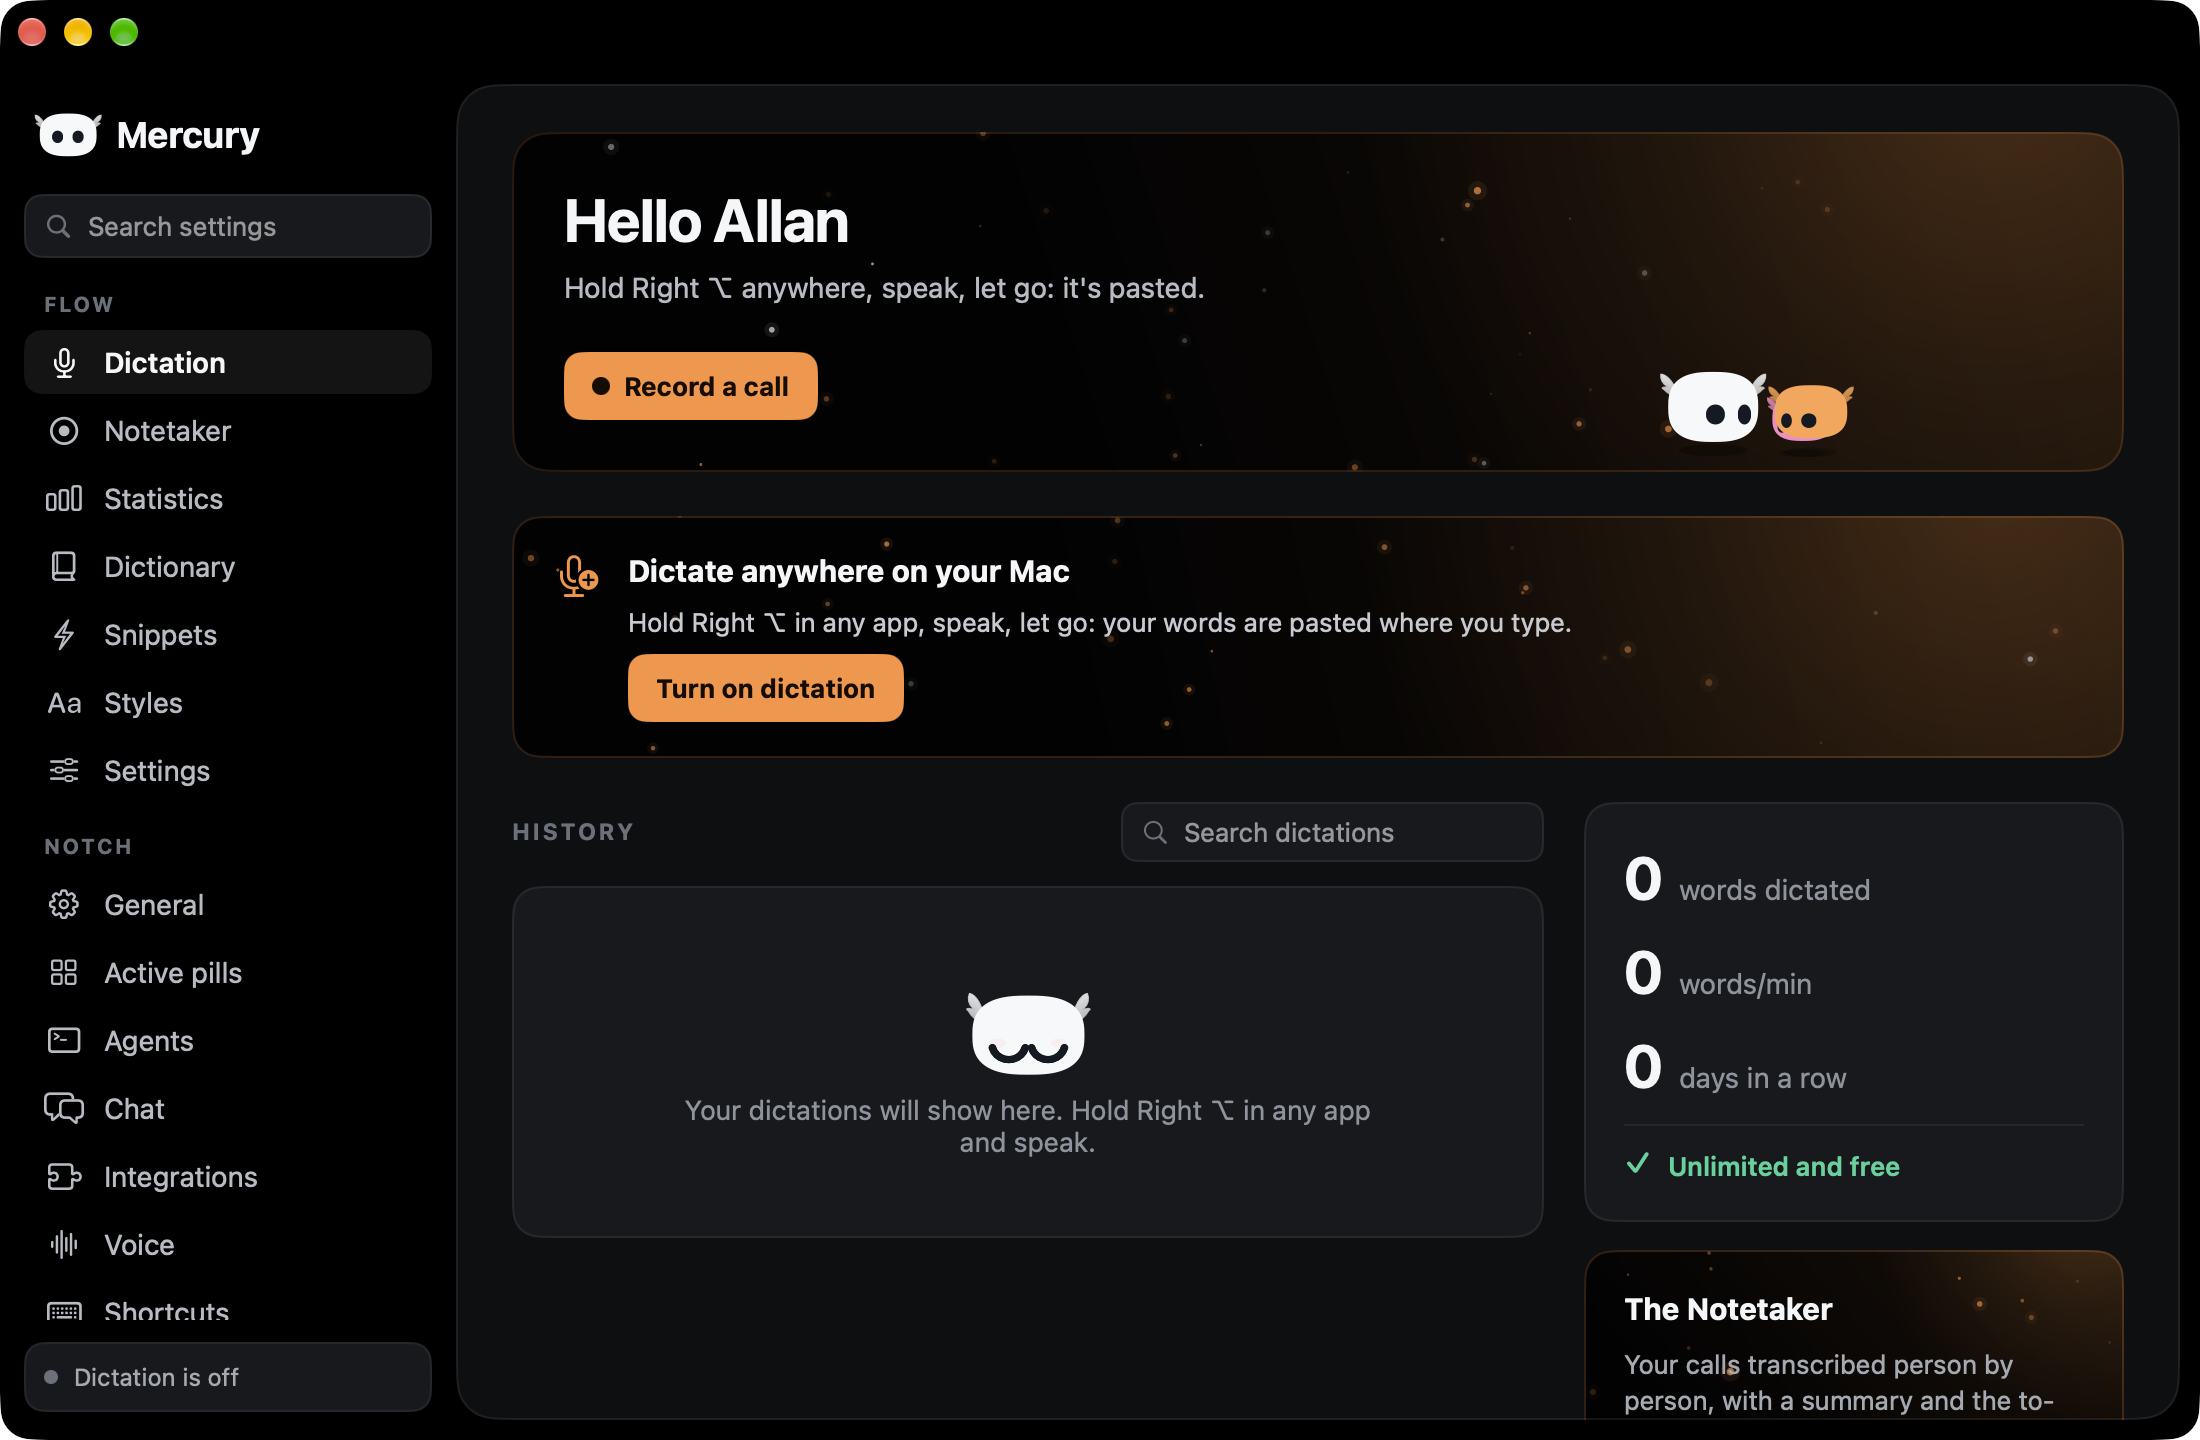 Mercury
Search settings
FLOW
Dictation
Notetaker
Statistics
Dictionary
Snippets
Aa Styles
Settings
NOTCH
General
Active pills
Agents
Chat
Integrations
Voice
Shortcuts
Dictation is off
Hello Allan
Hold Right ⌥ anywhere, speak, let go: it's pasted.
Record a call
Dictate anywhere on your Mac
Hold Right ⌥ in any app, speak, let go: your words are pasted where you type.
Turn on dictation
HISTORY
Search dictations
Your dictations will show here. Hold Right ⌥ in any app
and speak.
0 words dictated
0 words/min
0 days in a row
Unlimited and free
The Notetaker
Your calls transcribed person by
person, with a summary and the to-